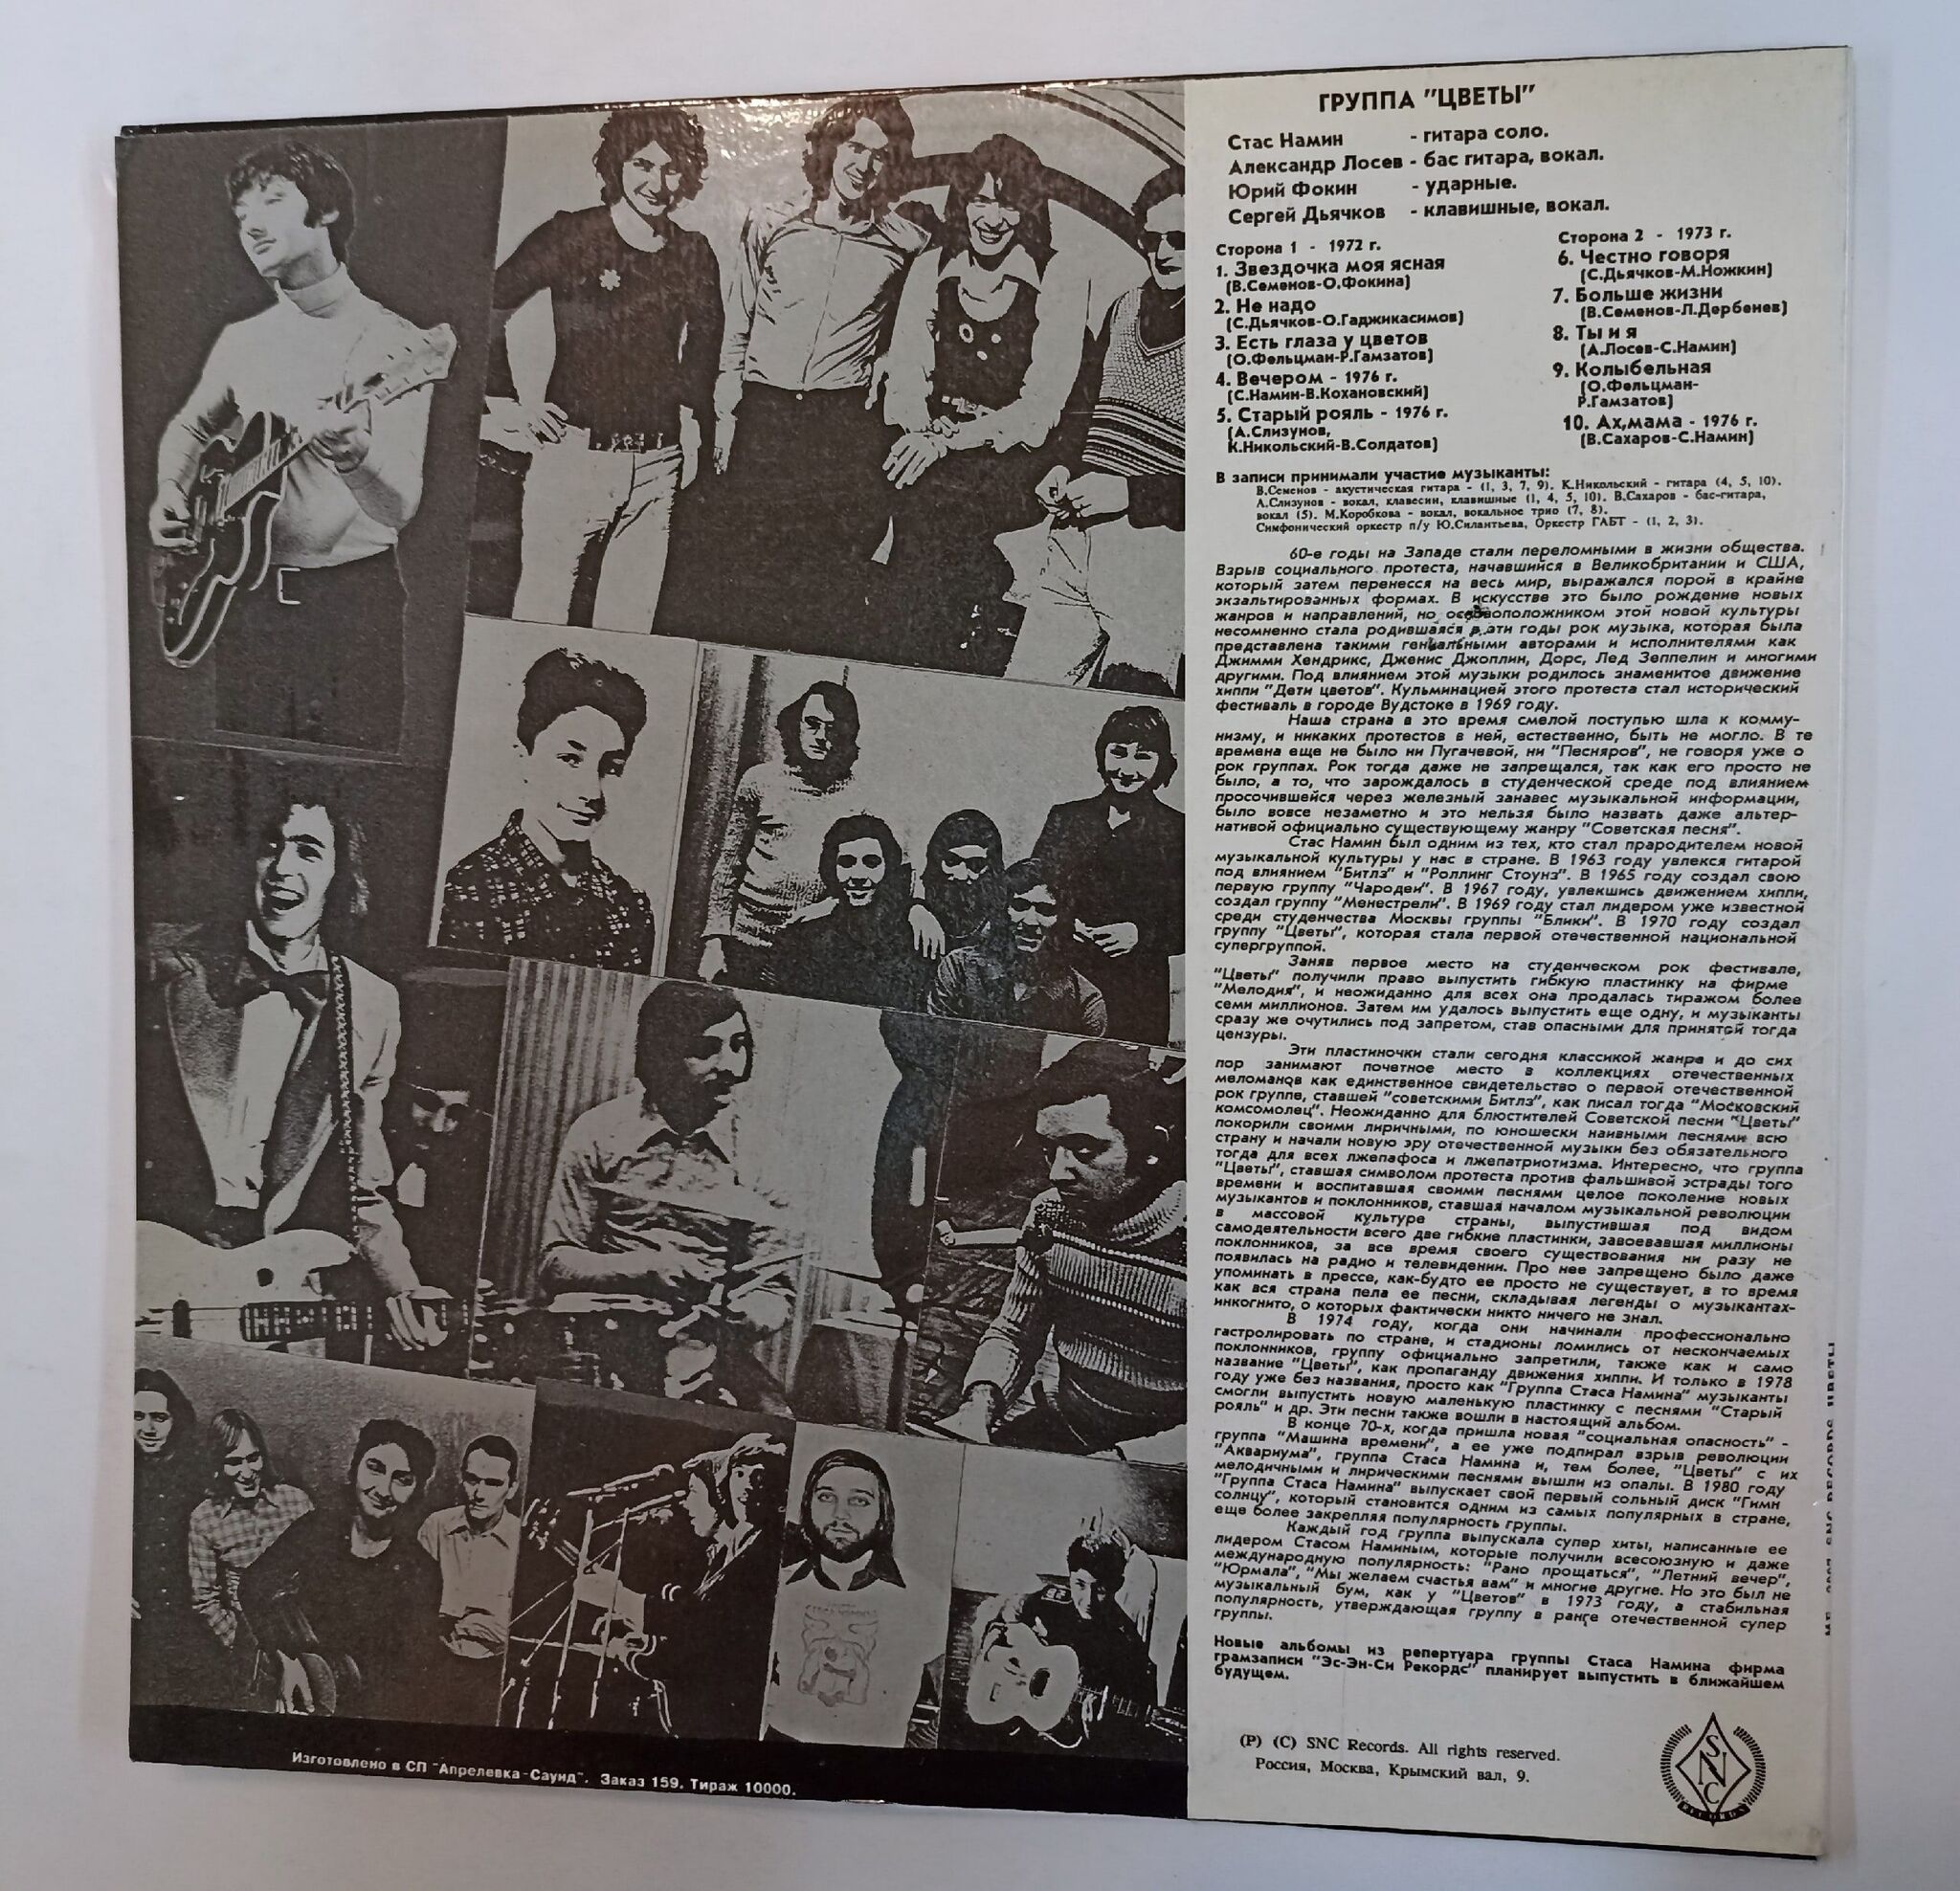 ГРУППА "ЦВЕТЫ"
Стас Намин - гитара соло.
Александр Лосев - бас гитара, вокал.
Юрий Фокин - ударные.
Сергей Дьячков - клавишные, вокал.
Сторона 1 - 1972 г.
1. Звездочка моя ясная
(В.Семенов-О.Фокина)
2. Не надо
(С.Дьячков-О.Гаджикасимов)
3. Есть глаза у цветов
(О.Фельцман-Р.Гамзатов)
4. Вечером - 1976 г.
(С.Намин-В.Кохановский)
5. Старый рояль - 1976 г.
(А.Слизунов,
К.Никольский-В.Солдатов)
Сторона 2 - 1973 г.
6. Честно говоря
(С.Дьячков-М.Ножкин)
7. Больше жизни
(В.Семенов-Л.Дербенев)
8. Ты и я
(А.Лосев-С.Намин)
9. Колыбельная
(О.Фельцман-
Р.Гамзатов)
10. Ах,мама - 1976 г.
(В.Сахаров-С.Намин)
В записи принимали участие музыканты:
В.Семенов - акустическая гитара - (1, 3, 7, 9). К.Никольский - гитара (4, 5, 10).
А.Слизунов - вокал, клавесин, клавишные (1, 4, 5, 10). В.Сахаров - бас-гитара,
вокал (5). М.Коробкова - вокал, вокальное трио (7, 8).
Симфонический оркестр п/у Ю.Силантьева, Оркестр ГАБТ - (1, 2, 3).
60-е годы на Западе стали переломными в жизни общества.
Взрыв социального протеста, начавшийся в Великобритании и США,
который затем перенесся на весь мир, выражался порой в крайне
экзальтированных формах. В искусстве это было рождение новых
жанров и направлений, но основоположником этой новой культуры
несомненно стала родившаяся в эти годы рок музыка, которая была
представлена такими гениальными авторами и исполнителями как
Джимми Хендрикс, Дженис Джоплин, Дорс, Лед Зеппелин и многими
другими. Под влиянием этой музыки родилось знаменитое движение
хиппи "Дети цветов". Кульминацией этого протеста стал исторический
фестиваль в городе Вудстоке в 1969 году.
Наша страна в это время смелой поступью шла к комму-
низму, и никаких протестов в ней, естественно, быть не могло. В те
времена еще не было ни Пугачевой, ни "Песняров", не говоря уже о
рок группах. Рок тогда даже не запрещался, так как его просто не
было, а то, что зарождалось в студенческой среде под влиянием
просочившейся через железный занавес музыкальной информации,
было вовсе незаметно и это нельзя было назвать даже альтер-
нативой официально существующему жанру "Советская песня".
Стас Намин был одним из тех, кто стал прародителем новой
музыкальной культуры у нас в стране. В 1963 году увлекся гитарой
под влиянием "Битлз" и "Роллинг Стоунз". В 1965 году создал свою
первую группу "Чародеи". В 1967 году, увлекшись движением хиппи,
создал группу "Менестрели". В 1969 году стал лидером уже известной
среди студенчества Москвы группы "Блики". В 1970 году создал
группу "Цветы", которая стала первой отечественной национальной
супергруппой.
Заняв первое место на студенческом рок фестивале,
"Цветы" получили право выпустить гибкую пластинку на фирме
"Мелодия", и неожиданно для всех она продалась тиражом более
семи миллионов. Затем им удалось выпустить еще одну, и музыканты
сразу же очутились под запретом, став опасными для принятой тогда
цензуры.
Эти пластиночки стали сегодня классикой жанра и до сих
пор занимают почетное место в коллекциях отечественных
меломанов как единственное свидетельство о первой отечественной
рок группе, ставшей "советскими Битлз", как писал тогда "Московский
комсомолец". Неожиданно для блюстителей Советской песни "Цветы"
покорили своими лиричными, по юношески наивными песнями всю
страну и начали новую эру отечественной музыки без обязательного
тогда для всех лжепафоса и лжепатриотизма. Интересно, что группа
"Цветы", ставшая символом протеста против фальшивой эстрады того
времени и воспитавшая своими песнями целое поколение новых
музыкантов и поклонников, ставшая началом музыкальной революции
в массовой культуре страны, выпустившая под видом
самодеятельности всего две гибкие пластинки, завоевавшая миллионы
поклонников, за все время своего существования ни разу не
появилась на радио и телевидении. Про нее запрещено было даже
упоминать в прессе, как-будто ее просто не существует, в то время
как вся страна пела ее песни, складывая легенды о музыкантах-
инкогнито, о которых фактически никто ничего не знал.
В 1974 году, когда они начинали профессионально
гастролировать по стране, и стадионы ломились от нескончаемых
поклонников, группу официально запретили, также как и само
название "Цветы", как пропаганду движения хиппи. И только в 1978
году уже без названия, просто как "Группа Стаса Намина" музыканты
смогли выпустить новую маленькую пластинку с песнями "Старый
рояль" и др. Эти песни также вошли в настоящий альбом.
В конце 70-х, когда пришла новая "социальная опасность" -
группа "Машина времени", а ее уже подпирал взрыв революции
"Аквариума", группа Стаса Намина и, тем более, "Цветы" с их
мелодичными и лирическими песнями вышли из опалы. В 1980 году
"Группа Стаса Намина" выпускает свой первый сольный диск "Гимн
солнцу", который становится одним из самых популярных в стране,
еще более закрепляя популярность группы.
Каждый год группа выпускала супер хиты, написанные ее
лидером Стасом Наминым, которые получили всесоюзную и даже
международную популярность: "Рано прощаться", "Летний вечер",
"Юрмала", "Мы желаем счастья вам" и многие другие. Но это был не
музыкальный бум, как у "Цветов" в 1973 году, а стабильная
популярность, утверждающая группу в ранге отечественной супер
группы.
Новые альбомы из репертуара группы Стаса Намина фирма
грамзаписи "Эс-Эн-Си Рекордс" планирует выпустить в ближайшем
будущем.
(P) (C) SNC Records. All rights reserved.
Россия, Москва, Крымский вал, 9.
SNC
Изготовлено в СП "Апрелевка-Саунд". Заказ 159. Тираж 10000.
SNC RECORDS ЦВЕТЫ